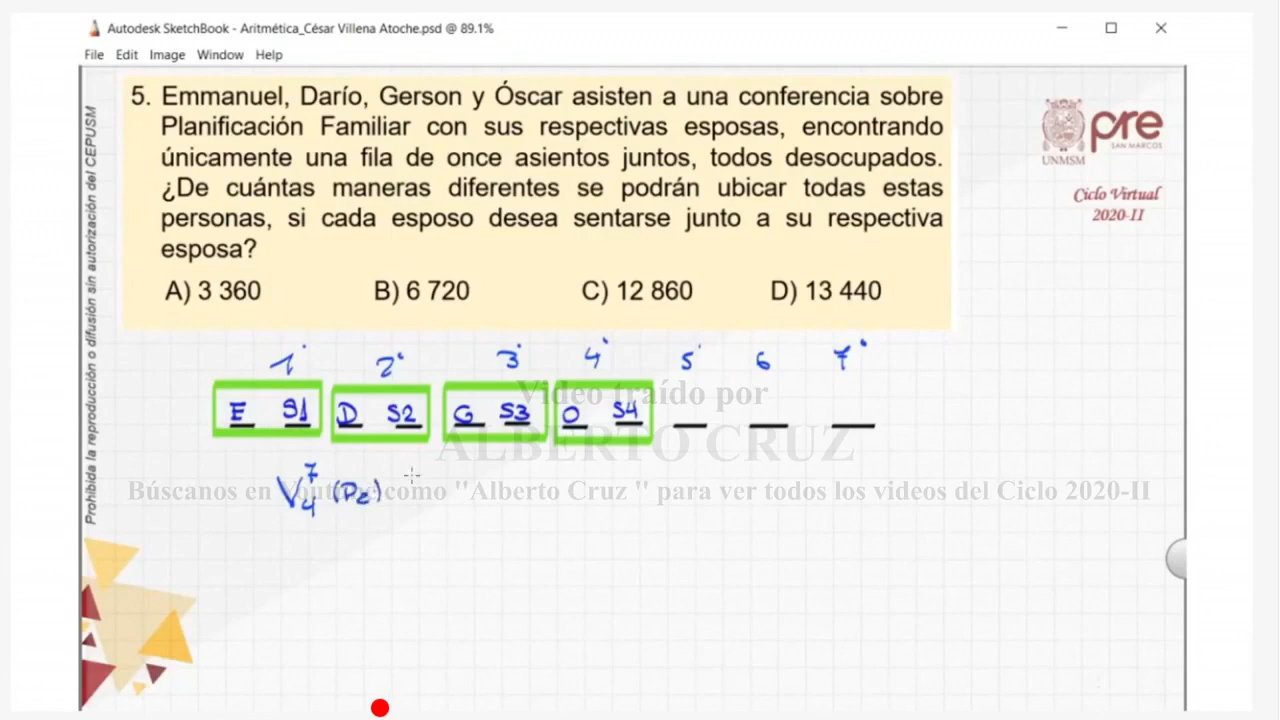 Autodesk SketchBook - Aritmética_César Villena Atoche.psd @ 89.1%
File Edit Image Window Help
Prohibida la reproducción o difusión sin autorización del CEPUSM
5. Emmanuel, Darío, Gerson y Óscar asisten a una conferencia sobre
Planificación Familiar con sus respectivas esposas, encontrando
únicamente una fila de once asientos juntos, todos desocupados.
¿De cuántas maneras diferentes se podrán ubicar todas estas
personas, si cada esposo desea sentarse junto a su respectiva
esposa?
A) 3 360 B) 6 720 C) 12 860 D) 13 440
UNMSM
pre
SAN MARCOS
Ciclo Virtual
2020-II
1° 2° 3° 4° 5° 6 7°
E S1 D S2 G S3 O S4
Video traído por
ALBERTO CRUZ
Búscanos en Youtube como "Alberto Cruz " para ver todos los videos del Ciclo 2020-II
V 7 4 (P2)